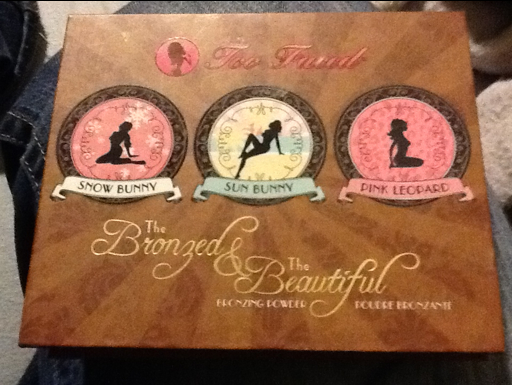 Too Faced
SNOW BUNNY
SUN BUNNY
PINK LEOPARD
The
Bronzed &
The
Beautiful
BRONZING POWDER POUDRE BRONZANTE